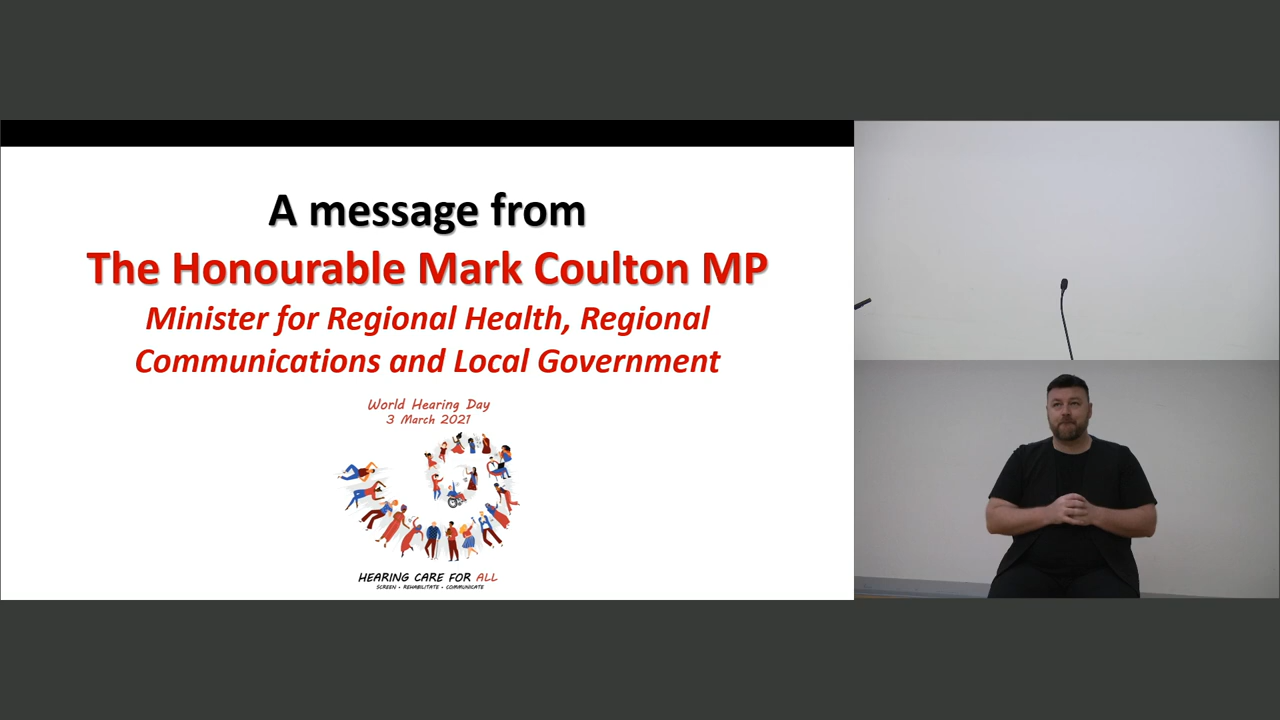 A message from
The Honourable Mark Coulton MP
Minister for Regional Health, Regional
Communications and Local Government
World Hearing Day
3 March 2021
HEARING CARE FOR ALL
SCREEN • REHABILITATE • COMMUNICATE